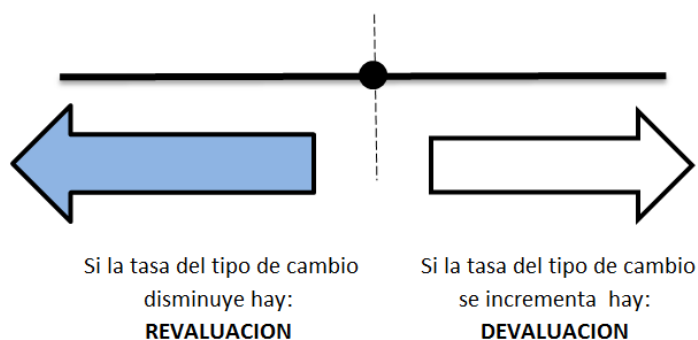 Si la tasa del tipo de cambio
disminuye hay:
REVALUACION
Si la tasa del tipo de cambio
se incrementa  hay:
DEVALUACION